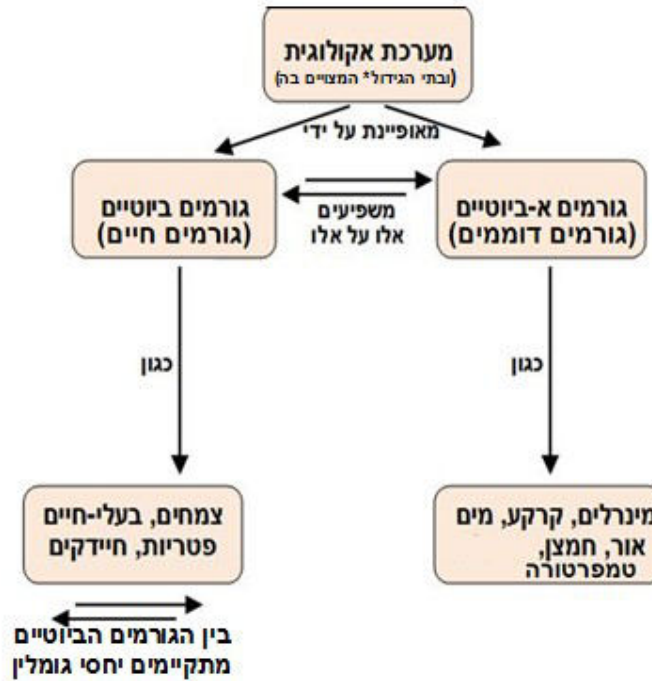 מערכת אקולוגית
(ובתי הגידול* המצויים בה)
מאופיינת על ידי
גורמים א-ביוטיים
(גורמים דוממים)
משפיעים
אלו על אלו
גורמים ביוטיים
(גורמים חיים)
כגון
כגון
מינרלים, קרקע, מים
אור, חמצן,
טמפרטורה
צמחים, בעלי-חיים
פטריות, חיידקים
בין הגורמים הביוטיים
מתקיימים יחסי גומלין